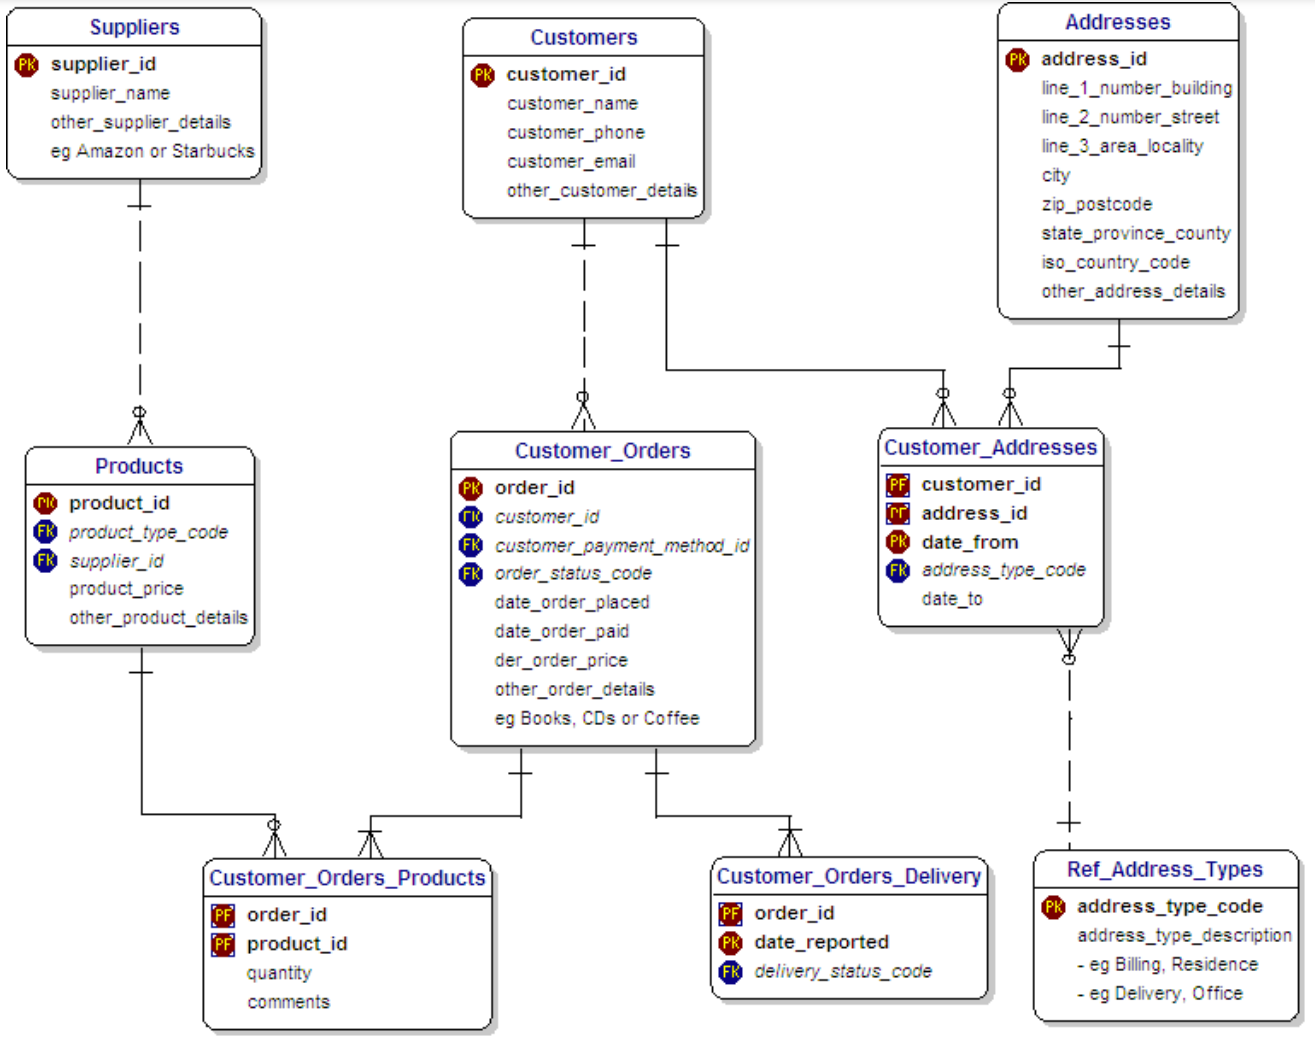 Suppliers
PK supplier_id
supplier_name
other_supplier_details
eg Amazon or Starbucks
Customers
PK customer_id
customer_name
customer_phone
customer_email
other_customer_details
Addresses
PK address_id
line_1_number_building
line_2_number_street
line_3_area_locality
city
zip_postcode
state_province_county
iso_country_code
other_address_details
Products
PK product_id
FK product_type_code
FK supplier_id
product_price
other_product_details
Customer_Orders
PK order_id
FK customer_id
FK customer_payment_method_id
FK order_status_code
date_order_placed
date_order_paid
der_order_price
other_order_details
eg Books, CDs or Coffee
Customer_Addresses
PF customer_id
PF address_id
PK date_from
FK address_type_code
date_to
Customer_Orders_Products
PF order_id
PF product_id
quantity
comments
Customer_Orders_Delivery
PF order_id
PK date_reported
FK delivery_status_code
Ref_Address_Types
PK address_type_code
address_type_description
- eg Billing, Residence
- eg Delivery, Office